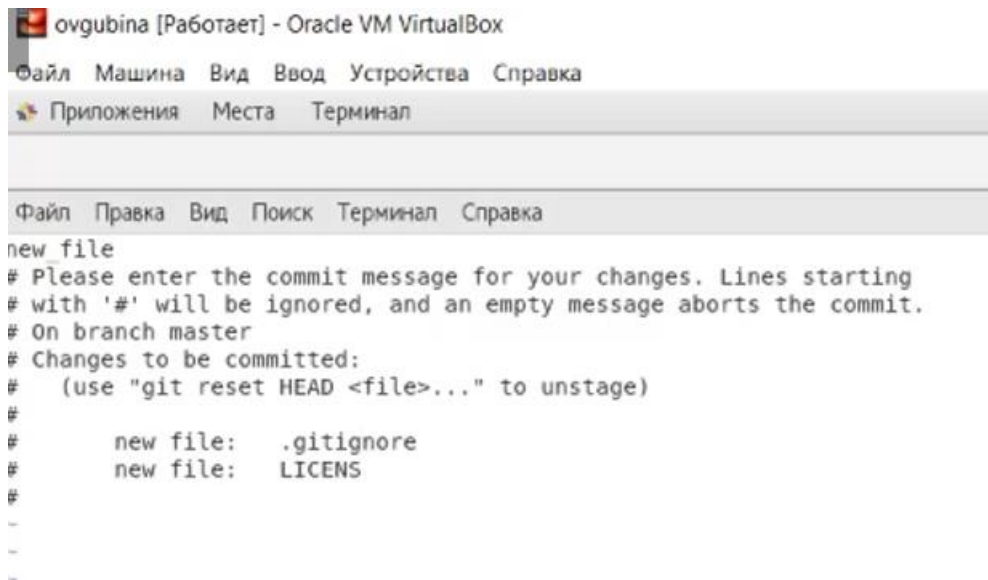 ovgubina [Работает] - Oracle VM VirtualBox
Файл Машина Вид Ввод Устройства Справка
Приложения Места Терминал
Файл Правка Вид Поиск Терминал Справка
new_file
# Please enter the commit message for your changes. Lines starting
# with '#' will be ignored, and an empty message aborts the commit.
# On branch master
# Changes to be committed:
#   (use "git reset HEAD <file>..." to unstage)
#
#       new file:   .gitignore
#       new file:   LICENS
#
~
~
~